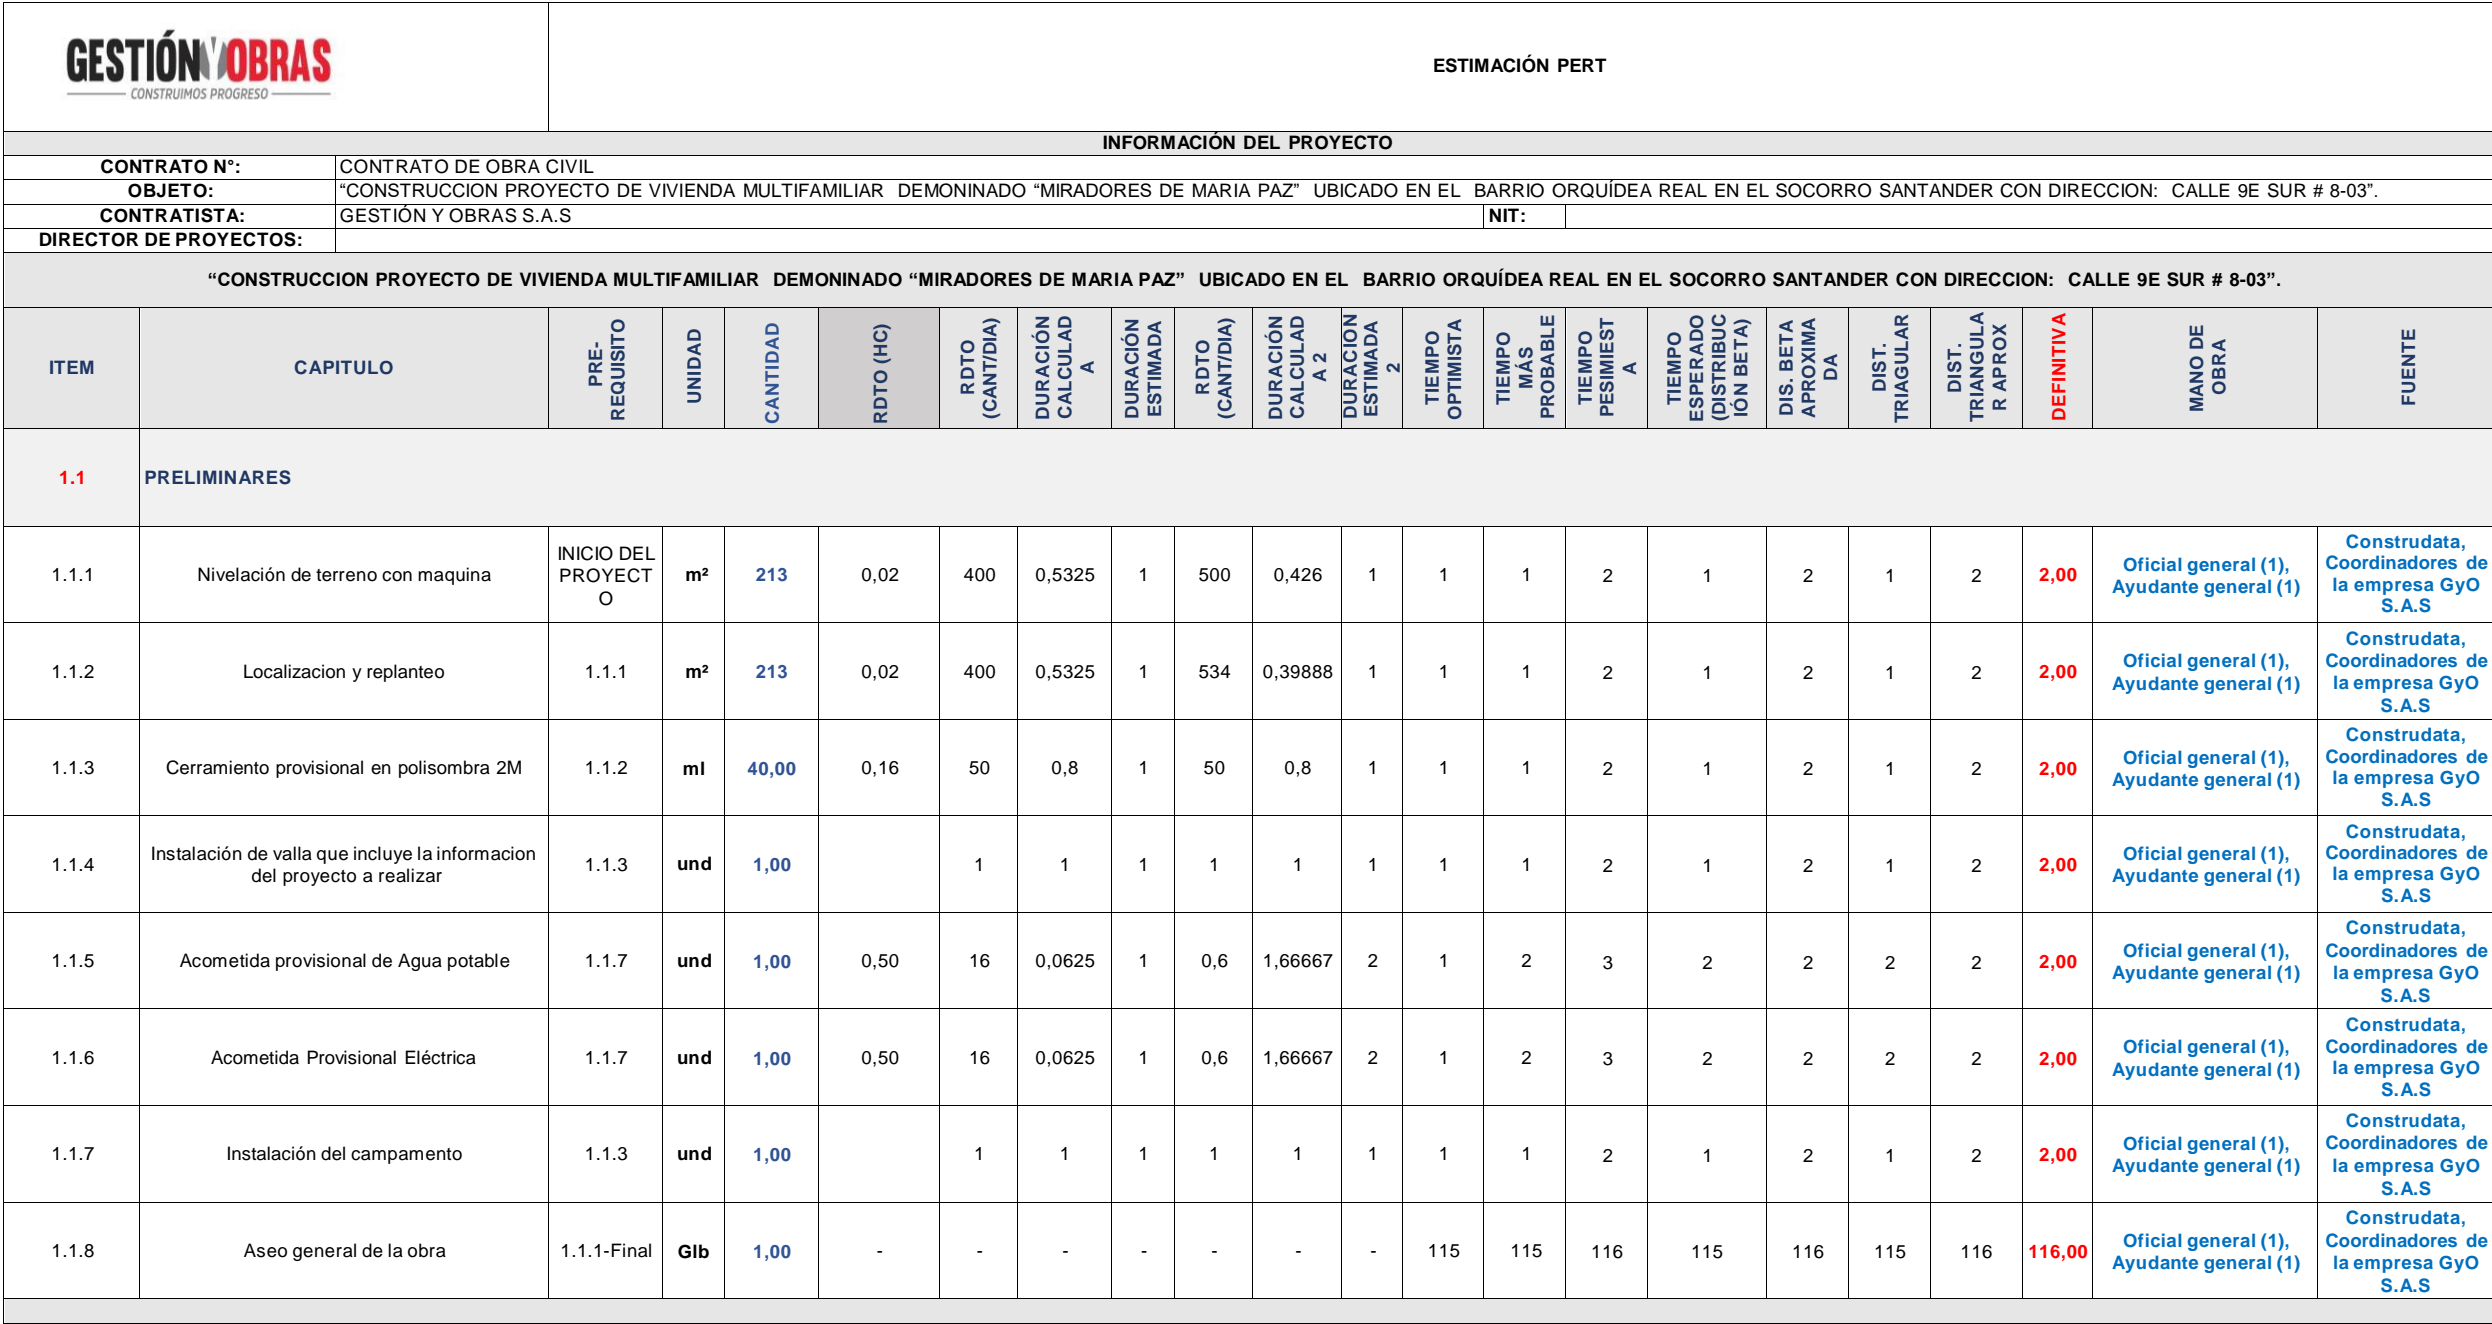 GESTIÓN Y OBRAS
CONSTRUIMOS PROGRESO
ESTIMACIÓN PERT
INFORMACIÓN DEL PROYECTO
CONTRATO N°: CONTRATO DE OBRA CIVIL
OBJETO: “CONSTRUCCION PROYECTO DE VIVIENDA MULTIFAMILIAR DEMONINADO “MIRADORES DE MARIA PAZ” UBICADO EN EL BARRIO ORQUÍDEA REAL EN EL SOCORRO SANTANDER CON DIRECCION: CALLE 9E SUR # 8-03”.
CONTRATISTA: GESTIÓN Y OBRAS S.A.S NIT:
DIRECTOR DE PROYECTOS:
“CONSTRUCCION PROYECTO DE VIVIENDA MULTIFAMILIAR DEMONINADO “MIRADORES DE MARIA PAZ” UBICADO EN EL BARRIO ORQUÍDEA REAL EN EL SOCORRO SANTANDER CON DIRECCION: CALLE 9E SUR # 8-03”.
ITEM
CAPITULO
PRE-
REQUISITO
UNIDAD
CANTIDAD
RDTO (HC)
RDTO
(CANT/DIA)
DURACIÓN
CALCULAD
A
DURACIÓN
ESTIMADA
RDTO
(CANT/DIA)
DURACIÓN
CALCULAD
A 2
DURACION
ESTIMADA
2
TIEMPO
OPTIMISTA
TIEMPO
MÁS
PROBABLE
TIEMPO
PESIMIEST
A
TIEMPO
ESPERADO
(DISTRIBUC
IÓN BETA)
DIS. BETA
APROXIMA
DA
DIST.
TRIAGULAR
DIST.
TRIANGULA
R APROX
DEFINITIVA
MANO DE
OBRA
FUENTE
1.1 PRELIMINARES
1.1.1
Nivelación de terreno con maquina
INICIO DEL
PROYECT
O
m² 213 0,02 400 0,5325 1 500 0,426 1 1 1 2 1 2 1 2 2,00
Oficial general (1),
Ayudante general (1)
Construdata,
Coordinadores de
la empresa GyO
S.A.S
1.1.2
Localizacion y replanteo
1.1.1 m² 213 0,02 400 0,5325 1 534 0,39888 1 1 1 2 1 2 1 2 2,00
Oficial general (1),
Ayudante general (1)
Construdata,
Coordinadores de
la empresa GyO
S.A.S
1.1.3
Cerramiento provisional en polisombra 2M
1.1.2 ml 40,00 0,16 50 0,8 1 50 0,8 1 1 1 2 1 2 1 2 2,00
Oficial general (1),
Ayudante general (1)
Construdata,
Coordinadores de
la empresa GyO
S.A.S
1.1.4
Instalación de valla que incluye la informacion
del proyecto a realizar
1.1.3 und 1,00 1 1 1 1 1 1 1 1 2 1 2 1 2 2,00
Oficial general (1),
Ayudante general (1)
Construdata,
Coordinadores de
la empresa GyO
S.A.S
1.1.5
Acometida provisional de Agua potable
1.1.7 und 1,00 0,50 16 0,0625 1 0,6 1,66667 2 1 2 3 2 2 2 2 2,00
Oficial general (1),
Ayudante general (1)
Construdata,
Coordinadores de
la empresa GyO
S.A.S
1.1.6
Acometida Provisional Eléctrica
1.1.7 und 1,00 0,50 16 0,0625 1 0,6 1,66667 2 1 2 3 2 2 2 2 2,00
Oficial general (1),
Ayudante general (1)
Construdata,
Coordinadores de
la empresa GyO
S.A.S
1.1.7
Instalación del campamento
1.1.3 und 1,00 1 1 1 1 1 1 1 1 2 1 2 1 2 2,00
Oficial general (1),
Ayudante general (1)
Construdata,
Coordinadores de
la empresa GyO
S.A.S
1.1.8
Aseo general de la obra
1.1.1-Final Glb 1,00 - - - - - - - 115 115 116 115 116 115 116 116,00
Oficial general (1),
Ayudante general (1)
Construdata,
Coordinadores de
la empresa GyO
S.A.S